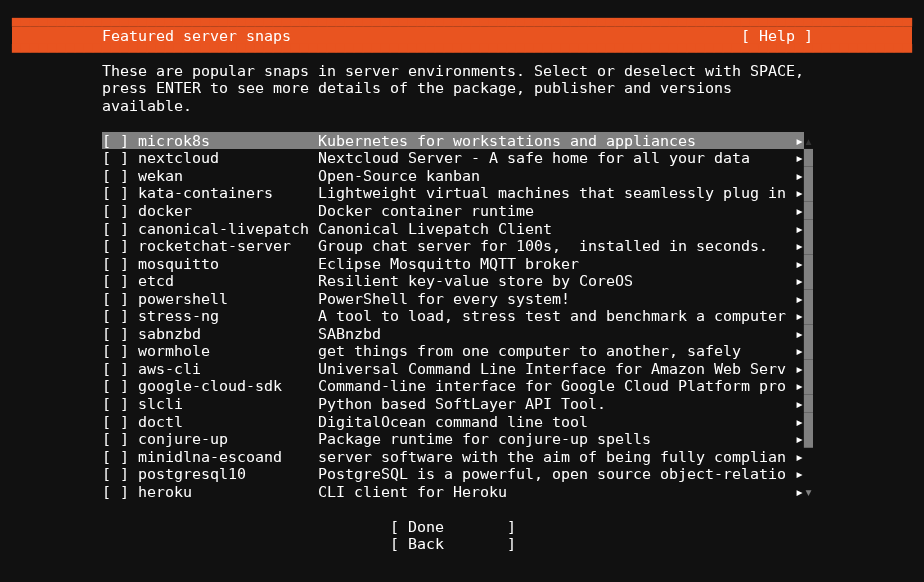 Featured server snaps [ Help ]
These are popular snaps in server environments. Select or deselect with SPACE,
press ENTER to see more details of the package, publisher and versions
available.
[ ] microk8s Kubernetes for workstations and appliances ▸
[ ] nextcloud Nextcloud Server - A safe home for all your data ▸
[ ] wekan Open-Source kanban ▸
[ ] kata-containers Lightweight virtual machines that seamlessly plug in ▸
[ ] docker Docker container runtime ▸
[ ] canonical-livepatch Canonical Livepatch Client ▸
[ ] rocketchat-server Group chat server for 100s,  installed in seconds. ▸
[ ] mosquitto Eclipse Mosquitto MQTT broker ▸
[ ] etcd Resilient key-value store by CoreOS ▸
[ ] powershell PowerShell for every system! ▸
[ ] stress-ng A tool to load, stress test and benchmark a computer ▸
[ ] sabnzbd SABnzbd ▸
[ ] wormhole get things from one computer to another, safely ▸
[ ] aws-cli Universal Command Line Interface for Amazon Web Serv ▸
[ ] google-cloud-sdk Command-line interface for Google Cloud Platform pro ▸
[ ] slcli Python based SoftLayer API Tool. ▸
[ ] doctl DigitalOcean command line tool ▸
[ ] conjure-up Package runtime for conjure-up spells ▸
[ ] minidlna-escoand server software with the aim of being fully complian ▸
[ ] postgresql10 PostgreSQL is a powerful, open source object-relatio ▸
[ ] heroku CLI client for Heroku ▸
[ Done ]
[ Back ]